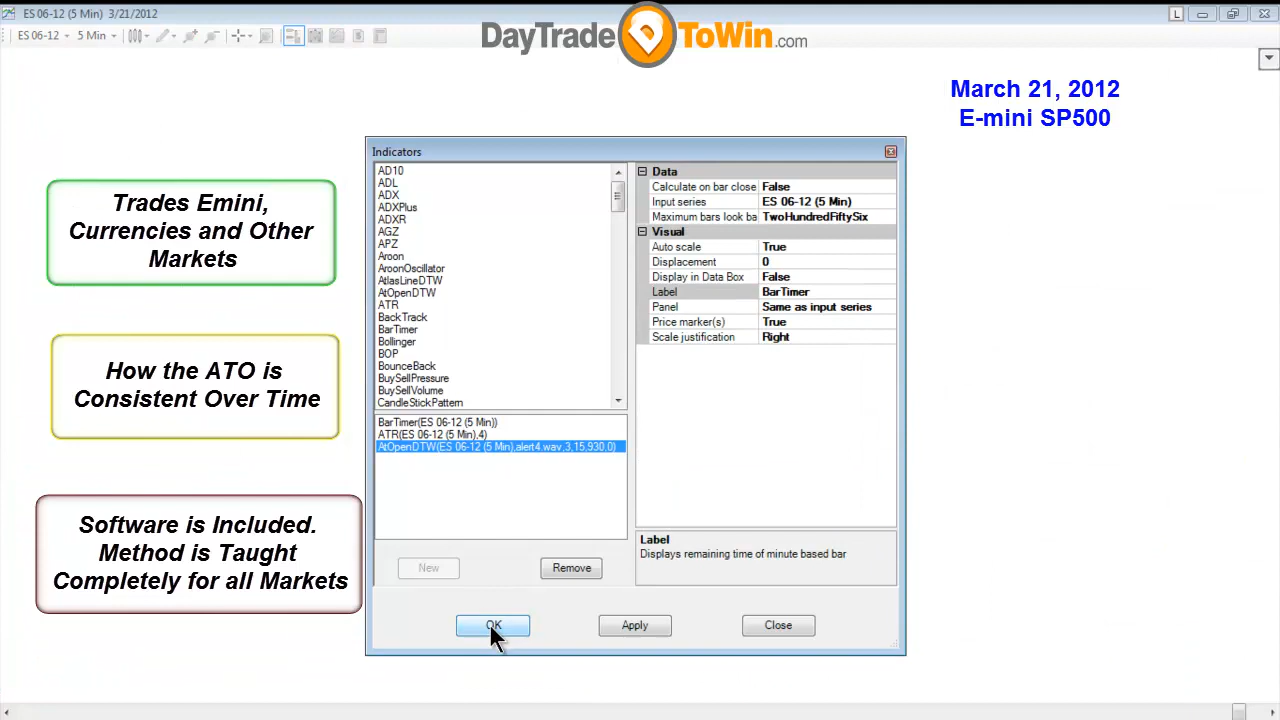 ES 06-12 (5 Min) 3/21/2012
L
ES 06-12
5 Min
DayTradeToWin.com
March 21, 2012
E-mini SP500
Trades Emini,
Currencies and Other
Markets
How the ATO is
Consistent Over Time
Software is Included.
Method is Taught
Completely for all Markets
Indicators
AD10
ADL
ADX
ADXPlus
ADXR
AGZ
APZ
Aroon
AroonOscillator
AtlasLineDTW
AtOpenDTW
ATR
BackTrack
BarTimer
Bollinger
BOP
BounceBack
BuySellPressure
BuySellVolume
CandleStickPattern
BarTimer(ES 06-12 (5 Min))
ATR(ES 06-12 (5 Min),4)
AtOpenDTW(ES 06-12 (5 Min),alert4.wav,3,15,930,0)
New
Remove
Data
Calculate on bar close False
Input series ES 06-12 (5 Min)
Maximum bars look ba TwoHundredFiftySix
Visual
Auto scale True
Displacement 0
Display in Data Box False
Label BarTimer
Panel Same as input series
Price marker(s) True
Scale justification Right
Label
Displays remaining time of minute based bar
OK
Apply
Close